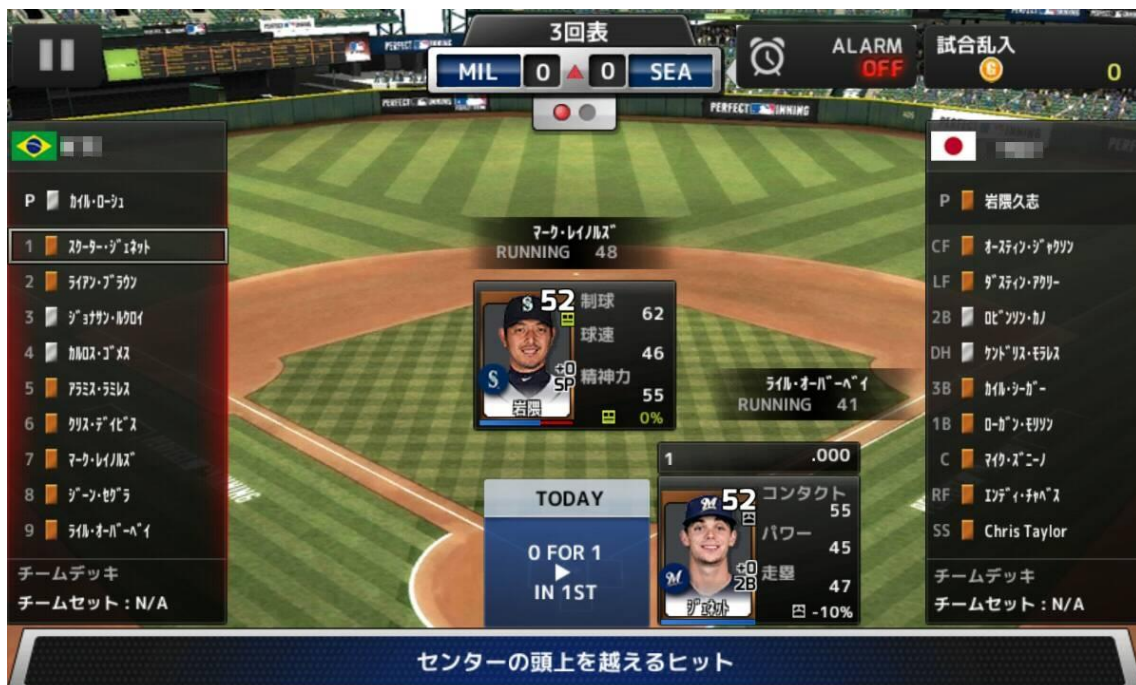 3回表
MIL 0 0 SEA
ALARM
OFF
試合乱入
G
0
PERFECT INNING
P カイル・ローシュ
1 スクーター・ジェネット
2 ライアン・ブラウン
3 ジョナサン・ルクロイ
4 カルロス・ゴメス
5 アラミス・ラミレス
6 クリス・デイビス
7 マーク・レイノルズ
8 ジーン・セグラ
9 ライル・オーバーベイ
チームデッキ
チームセット : N/A
マーク・レイノルズ
RUNNING 48
S 52
制球 62
球速 46
精神力 55
+0
SP
S
岩隈
0%
ライル・オーバーベイ
RUNNING 41
1 .000
TODAY
0 FOR 1
IN 1ST
M 52
コンタクト 55
パワー 45
走塁 47
+0
2B
M
ジェネット
-10%
P 岩隈久志
CF オースティン・ジャクソン
LF ダスティン・アクリー
2B ロビンソン・カノ
DH ケンドリス・モラレス
3B カイル・シーガー
1B ローガン・モリソン
C マイク・ズニーノ
RF エンディ・チャベス
SS Chris Taylor
チームデッキ
チームセット : N/A
センターの頭上を越えるヒット